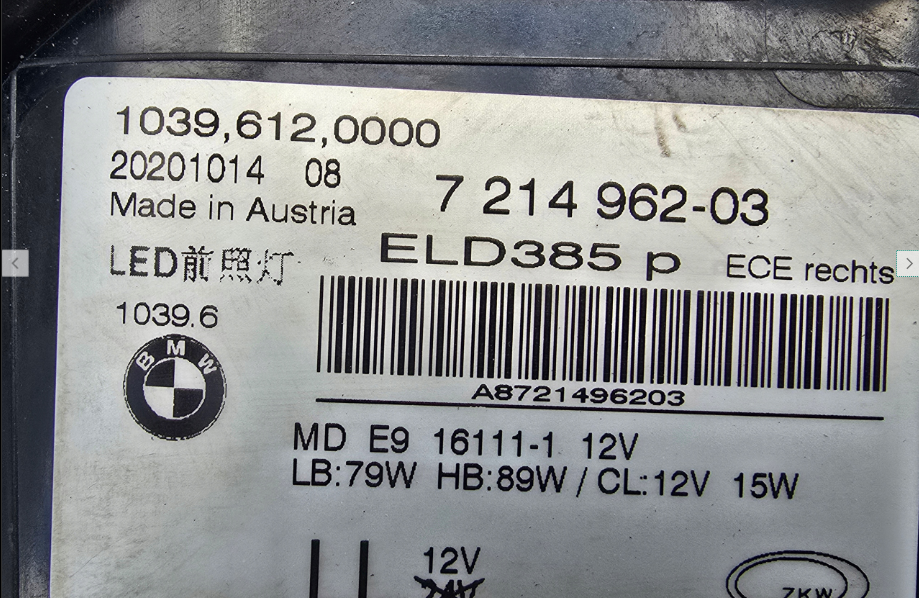 1039,612,0000
20201014 08
7 214 962-03
Made in Austria
ELD385 p ECE rechts
LED前照灯
1039.6
BMW
A8721496203
MD E9 16111-1 12V
LB:79W HB:89W / CL:12V 15W
12V
24V
ZKW